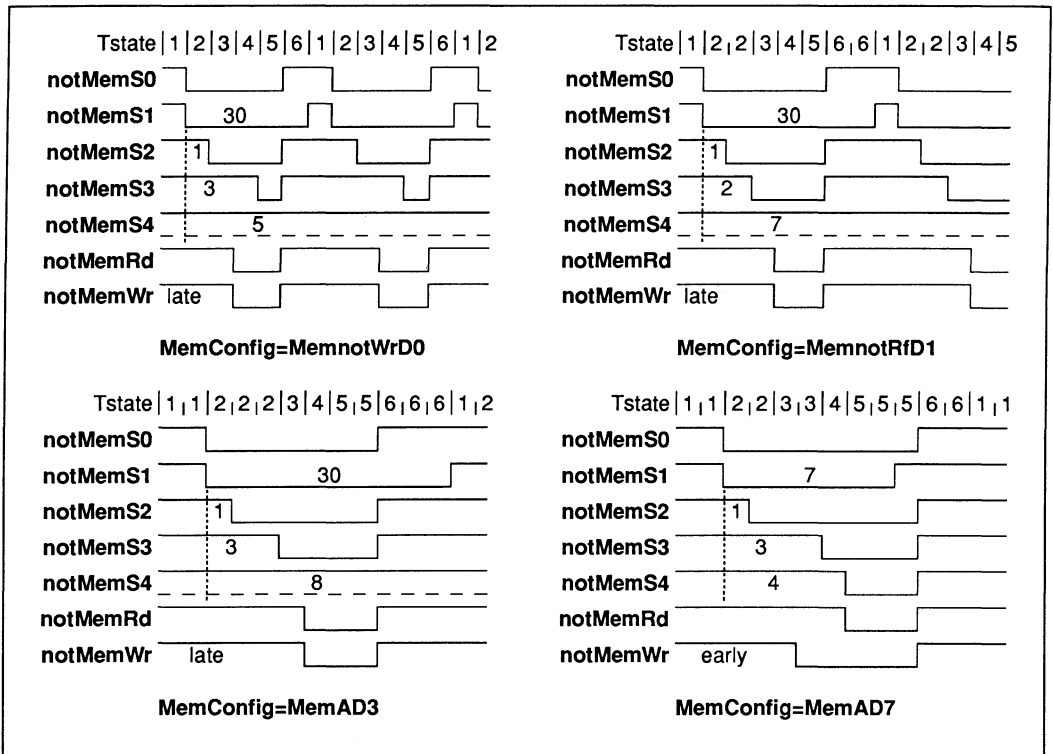 Tstate|1|2|3|4|5|6|1|2|3|4|5|6|1|2
notMemS0
notMemS1 30
notMemS2 1
notMemS3 3
notMemS4 5
notMemRd
notMemWr late
MemConfig=MemnotWrD0
Tstate|1|2╷2|3|4|5|6╷6|1|2╷2|3|4|5
notMemS0
notMemS1 30
notMemS2 1
notMemS3 2
notMemS4 7
notMemRd
notMemWr late
MemConfig=MemnotRfD1
Tstate|1╷1|2╷2╷2|3|4|5╷5|6╷6╷6|1╷2
notMemS0
notMemS1 30
notMemS2 1
notMemS3 3
notMemS4 8
notMemRd
notMemWr late
MemConfig=MemAD3
Tstate|1╷1|2╷2|3╷3|4|5╷5╷5|6╷6|1╷1
notMemS0
notMemS1 7
notMemS2 1
notMemS3 3
notMemS4 4
notMemRd
notMemWr early
MemConfig=MemAD7